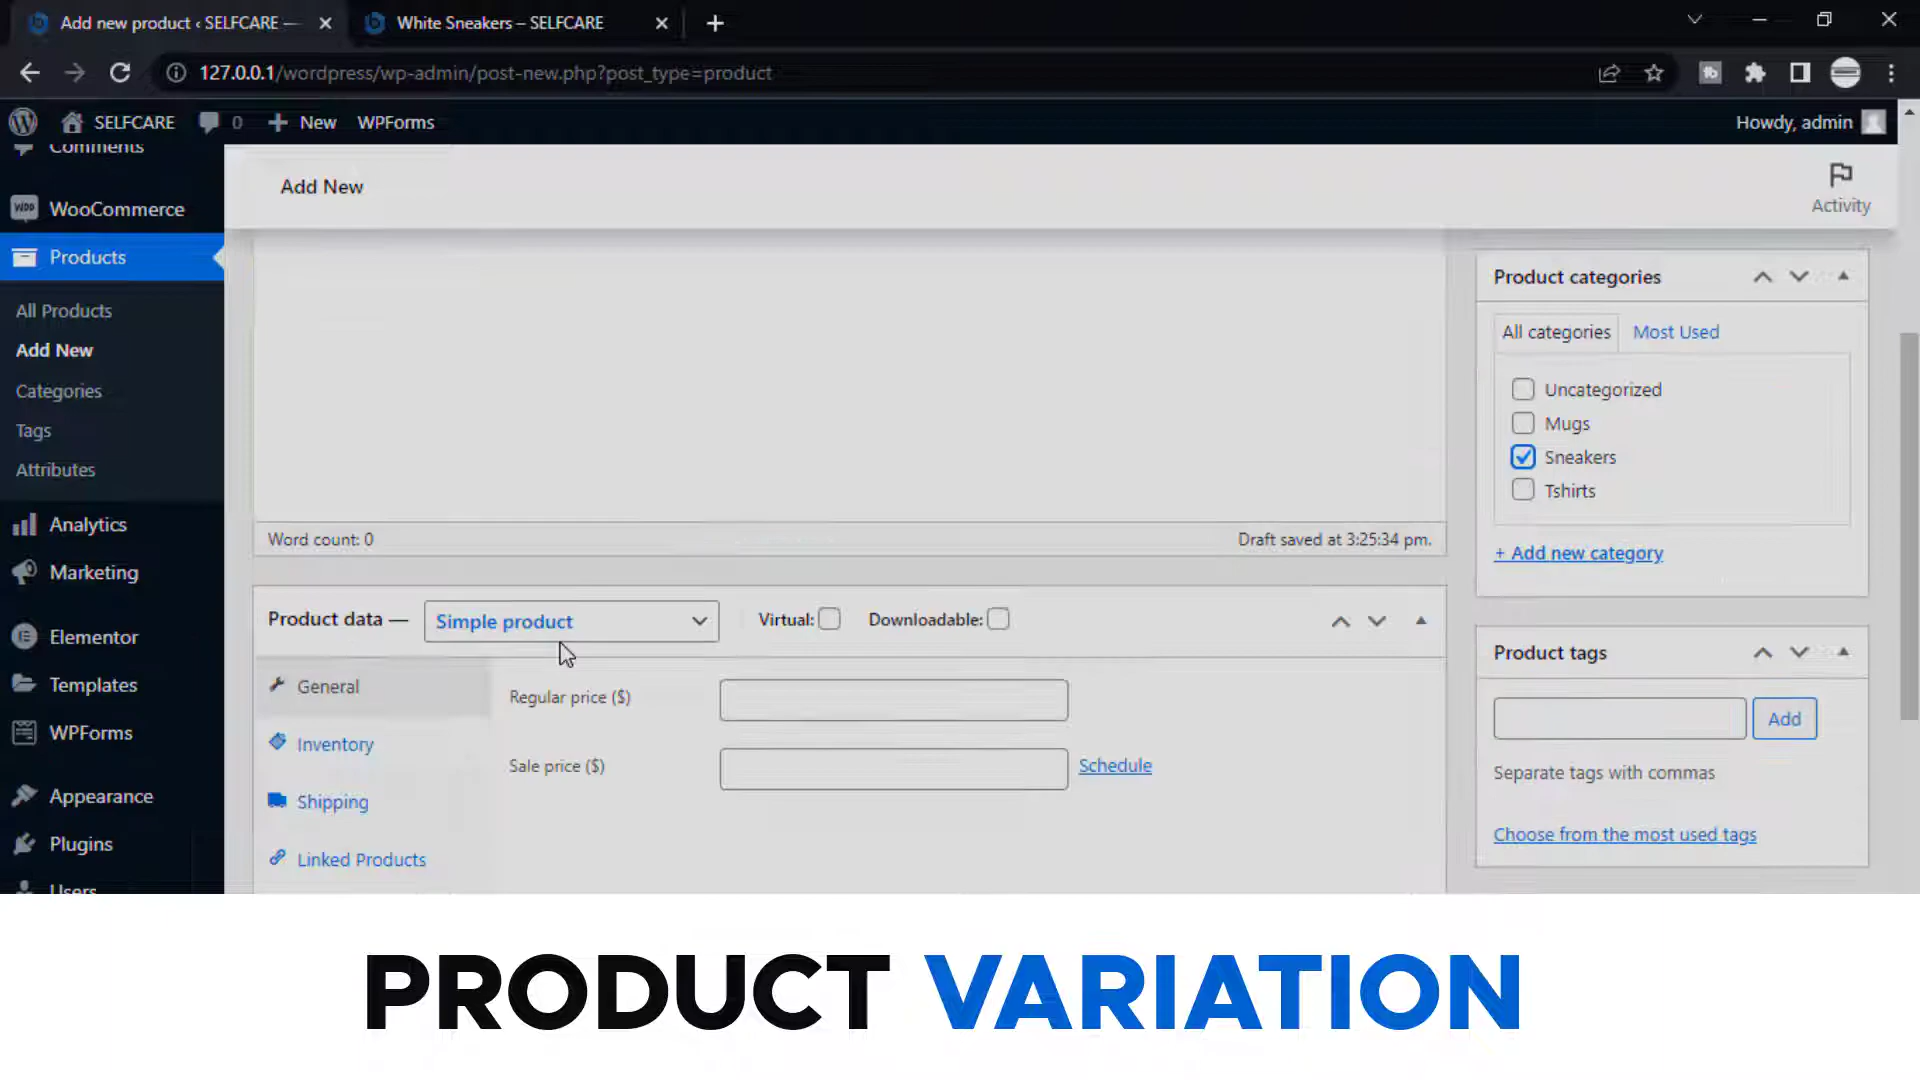 Add new product ‹ SELFCARE —
White Sneakers – SELFCARE
127.0.0.1/wordpress/wp-admin/post-new.php?post_type=product
SELFCARE 0 New WPForms Howdy, admin
Comments
WooCommerce
Products
All Products
Add New
Categories
Tags
Attributes
Analytics
Marketing
Elementor
Templates
WPForms
Appearance
Plugins
Users
Add New
Activity
Word count: 0 Draft saved at 3:25:34 pm.
Product data — Simple product Virtual: Downloadable:
General
Inventory
Shipping
Linked Products
Regular price ($)
Sale price ($) Schedule
Product categories
All categories Most Used
Uncategorized
Mugs
Sneakers
Tshirts
+ Add new category
Product tags
Add
Separate tags with commas
Choose from the most used tags
PRODUCT VARIATION